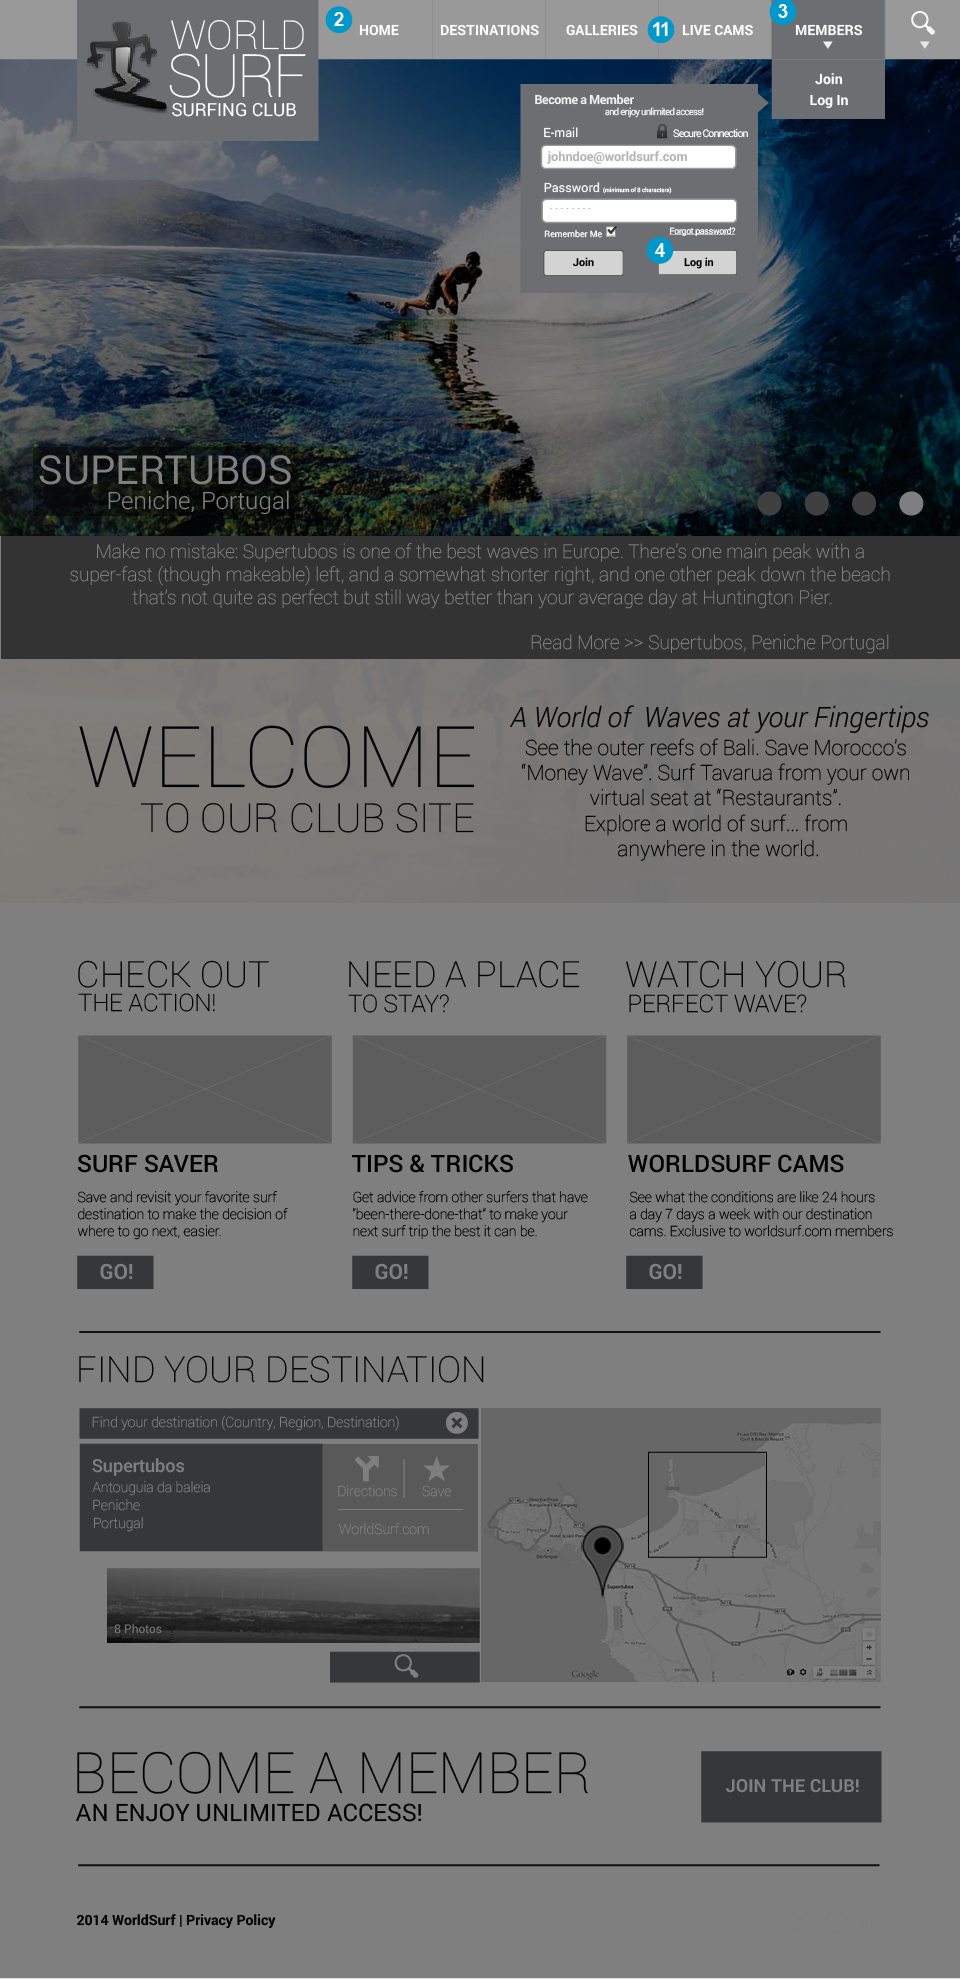 WORLD
SURF
SURFING CLUB
2
HOME
DESTINATIONS
GALLERIES
11
LIVE CAMS
3
MEMBERS
Join
Log In
Become a Member
and enjoy unlimited access!
E-mail
Secure Connection
johndoe@worldsurf.com
Password (minimum of 8 characters)
--------
Remember Me
Forgot password?
Join
4
Log in
SUPERTUBOS
Peniche, Portugal
Make no mistake: Supertubos is one of the best waves in Europe. There's one main peak with a
super-fast (though makeable) left, and a somewhat shorter right, and one other peak down the beach
that's not quite as perfect but still way better than your average day at Huntington Pier.
Read More >> Supertubos, Peniche Portugal
WELCOME
TO OUR CLUB SITE
A World of Waves at your Fingertips
See the outer reefs of Bali. Save Morocco's
"Money Wave". Surf Tavarua from your own
virtual seat at "Restaurants".
Explore a world of surf... from
anywhere in the world.
CHECK OUT
THE ACTION!
SURF SAVER
Save and revisit your favorite surf
destination to make the decision of
where to go next, easier.
GO!
NEED A PLACE
TO STAY?
TIPS & TRICKS
Get advice from other surfers that have
"been-there-done-that" to make your
next surf trip the best it can be.
GO!
WATCH YOUR
PERFECT WAVE?
WORLDSURF CAMS
See what the conditions are like 24 hours
a day 7 days a week with our destination
cams. Exclusive to worldsurf.com members
GO!
FIND YOUR DESTINATION
Find your destination (Country, Region, Destination)
Supertubos
Antouguia da baleia
Peniche
Portugal
Directions
Save
WorldSurf.com
8 Photos
Supertubos
Google
BECOME A MEMBER
AN ENJOY UNLIMITED ACCESS!
JOIN THE CLUB!
2014 WorldSurf | Privacy Policy